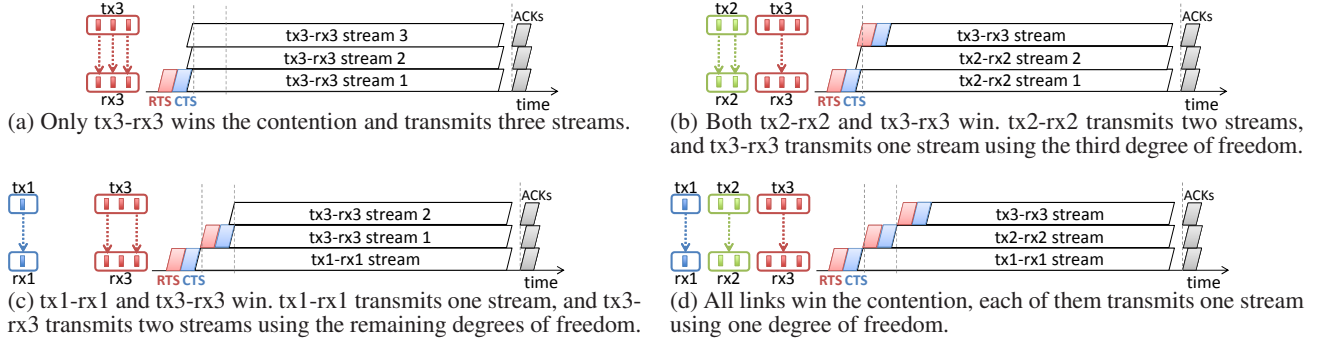 tx3
ACKs
tx3-rx3 stream 3
tx3-rx3 stream 2
tx3-rx3 stream 1
rx3
RTS CTS
time
(a) Only tx3-rx3 wins the contention and transmits three streams.
tx2 tx3
ACKs
tx3-rx3 stream
tx2-rx2 stream 2
tx2-rx2 stream 1
rx2 rx3
RTS CTS
time
(b) Both tx2-rx2 and tx3-rx3 win. tx2-rx2 transmits two streams,
and tx3-rx3 transmits one stream using the third degree of freedom.
tx1 tx3
ACKs
tx3-rx3 stream 2
tx3-rx3 stream 1
tx1-rx1 stream
rx1 rx3
RTS CTS
time
(c) tx1-rx1 and tx3-rx3 win. tx1-rx1 transmits one stream, and tx3-
rx3 transmits two streams using the remaining degrees of freedom.
tx1 tx2 tx3
ACKs
tx3-rx3 stream
tx2-rx2 stream
tx1-rx1 stream
rx1 rx2 rx3
RTS CTS
time
(d) All links win the contention, each of them transmits one stream
using one degree of freedom.